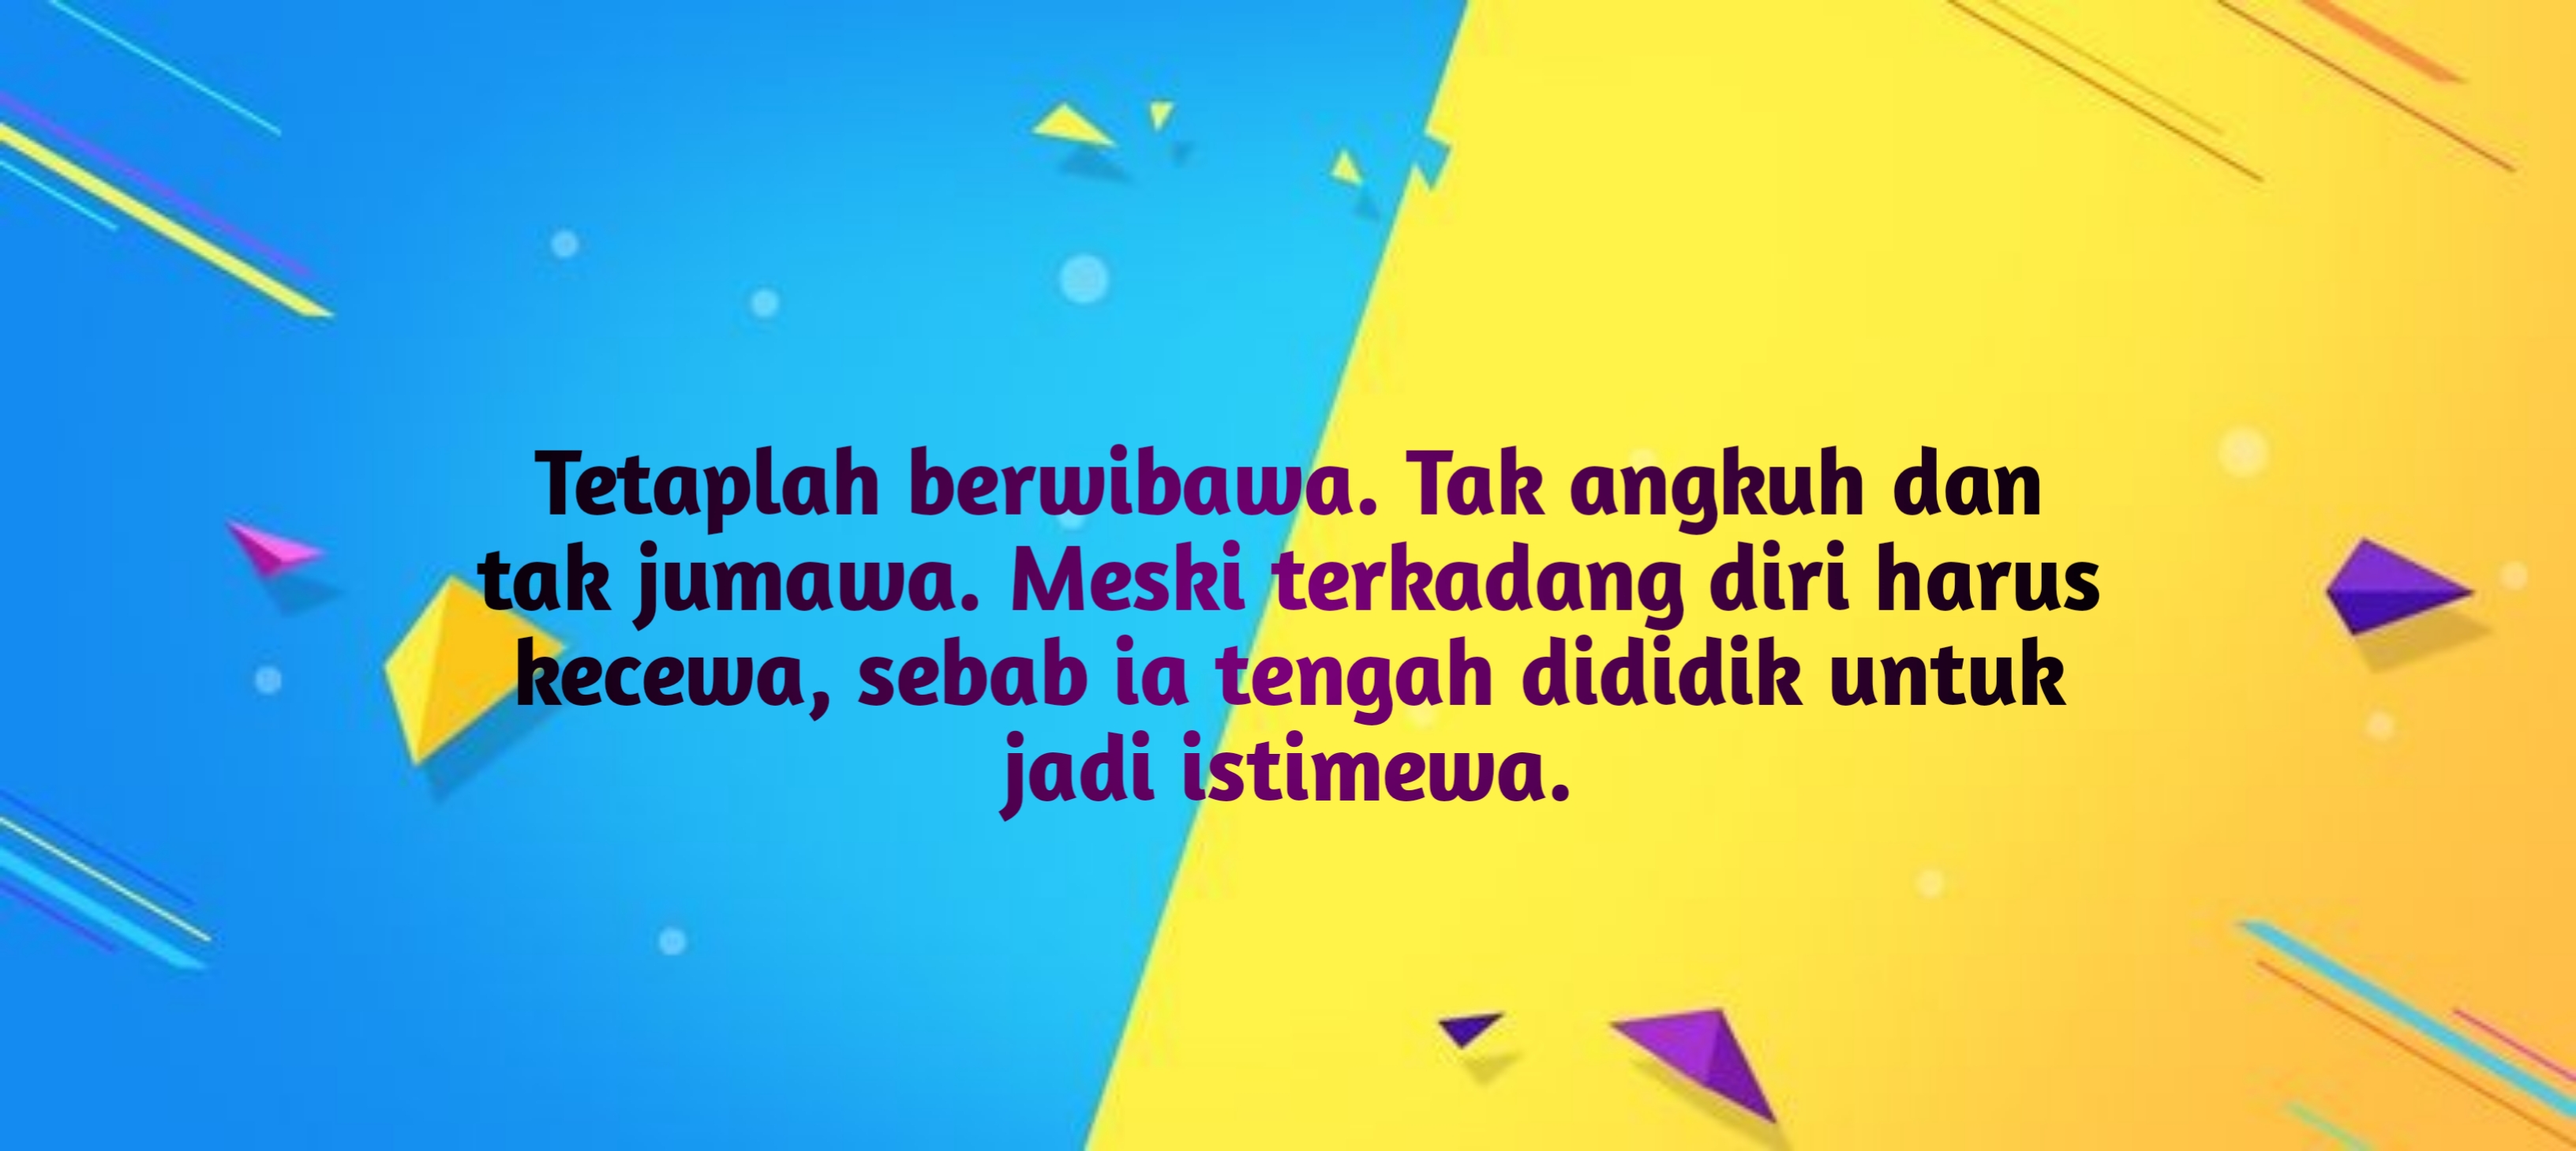 Tetaplah berwibawa. Tak angkuh dan
tak jumawa. Meski terkadang diri harus
kecewa, sebab ia tengah dididik untuk
jadi istimewa.